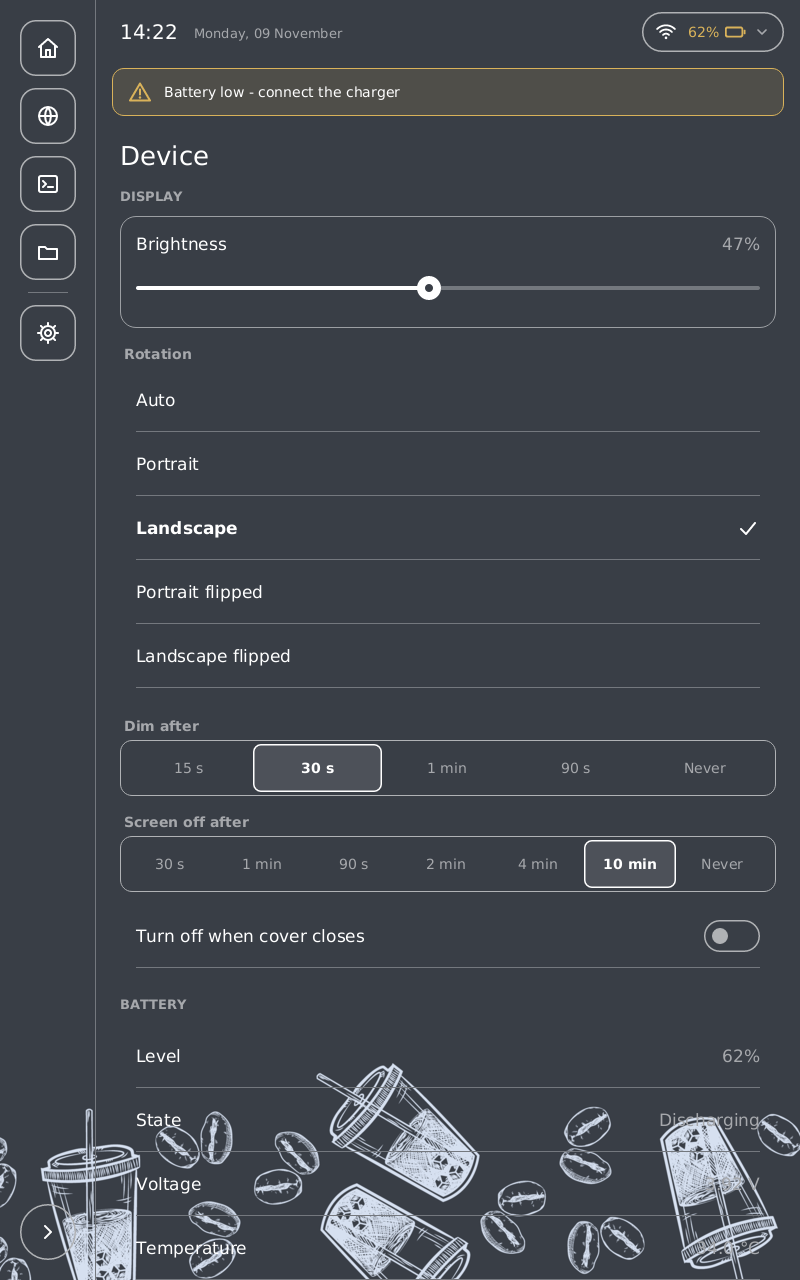 14:22 Monday, 09 November 62%
Battery low - connect the charger
Device
DISPLAY
Brightness 47%
Rotation
Auto
Portrait
Landscape
Portrait flipped
Landscape flipped
Dim after
15 s 30 s 1 min 90 s Never
Screen off after
30 s 1 min 90 s 2 min 4 min 10 min Never
Turn off when cover closes
BATTERY
Level 62%
State Discharging
Voltage
Temperature